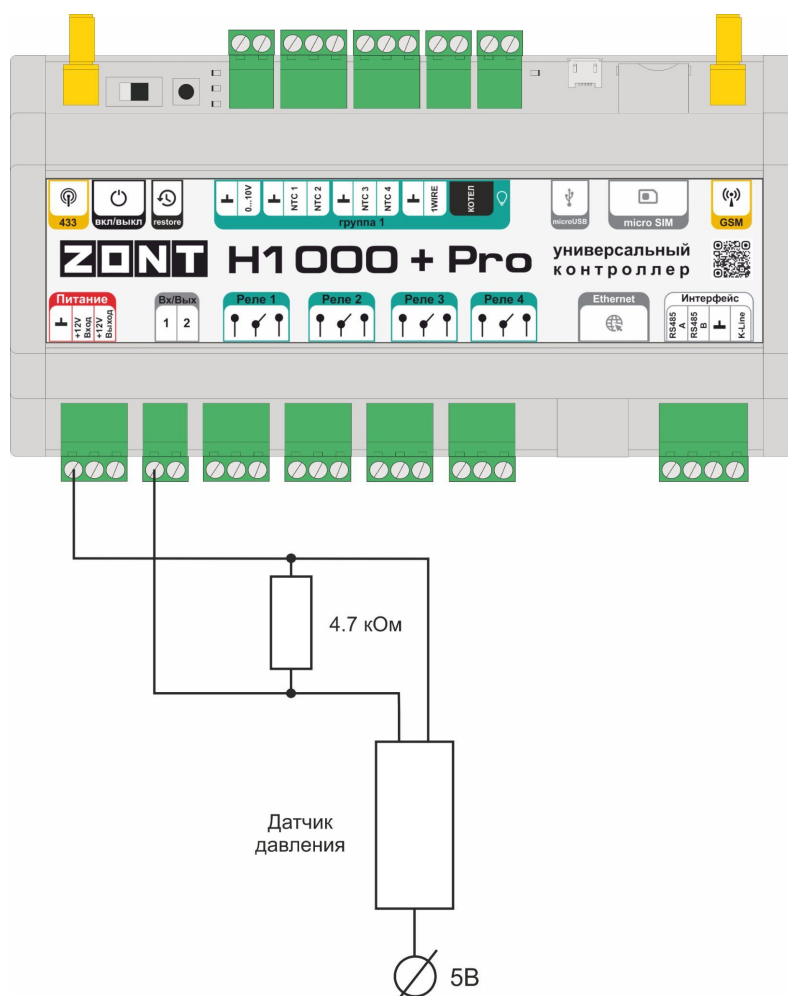 433
вкл/выкл
restore
0...10V
NTC 1
NTC 2
NTC 3
NTC 4
1WIRE
КОТЕЛ
группа 1
microUSB
micro SIM
GSM
ZONT H1000+Pro
универсальный
контроллер
Питание
+12V
Вход
+12V
Выход
Вх/Вых
1
2
Реле 1
Реле 2
Реле 3
Реле 4
Ethernet
Интерфейс
RS485
A
RS485
B
K-Line
4.7 кОм
Датчик
давления
5В